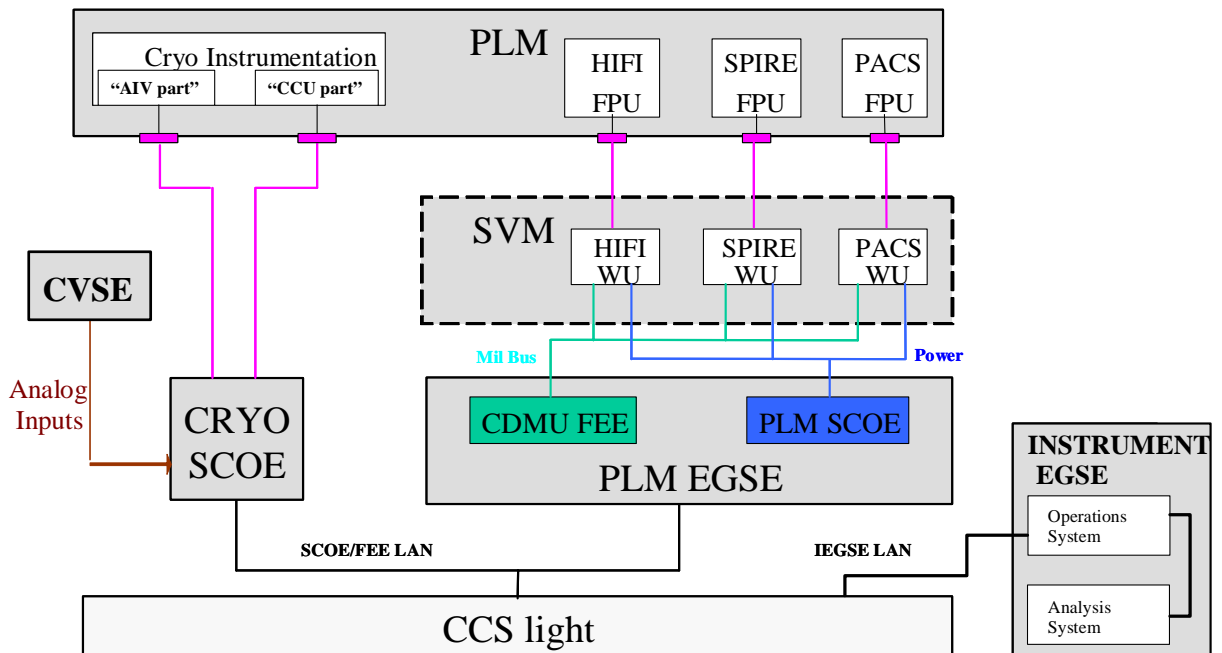 PLM
Cryo Instrumentation
“AIV part”
“CCU part”
HIFI
FPU
SPIRE
FPU
PACS
FPU
SVM
HIFI
WU
SPIRE
WU
PACS
WU
CVSE
Mil Bus
Power
Analog
Inputs
CRYO
SCOE
CDMU FEE
PLM SCOE
PLM EGSE
INSTRUMENT
EGSE
Operations
System
Analysis
System
SCOE/FEE LAN
IEGSE LAN
CCS light